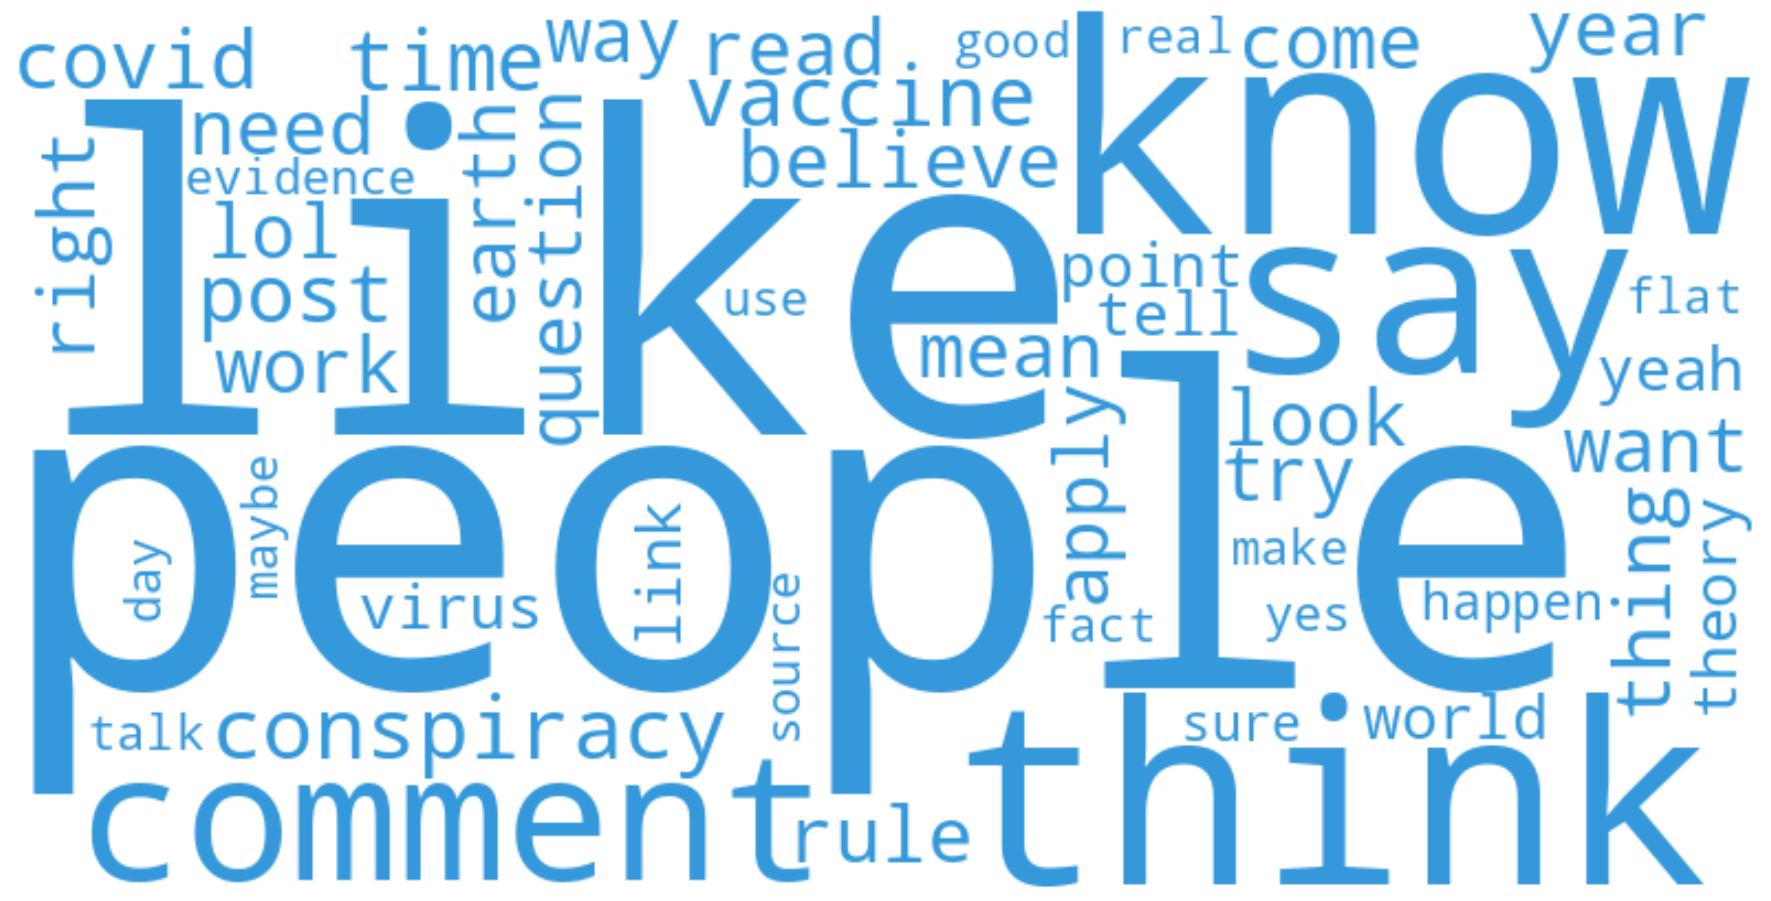 covid
time
way
read
good
real
come
year
know
need
vaccine
evidence
believe
right
like
earth
question
lol
post
work
use
point
tell
say
flat
mean
yeah
look
try
want
apply
people
maybe
day
link
virus
source
fact
make
yes
happen
thing
theory
talk
conspiracy
sure
world
comment
rule
think